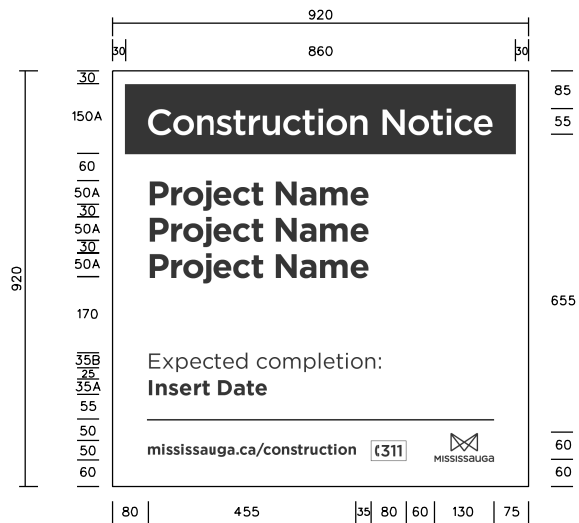 920
30 860 30
30
150A
60
50A
30
50A
30
50A
170
35B
25
35A
55
50
50
60
920
Construction Notice
Project Name
Project Name
Project Name
Expected completion:
Insert Date
mississauga.ca/construction 311 MISSISSAUGA
85
55
655
60
60
80 455 35 80 60 130 75